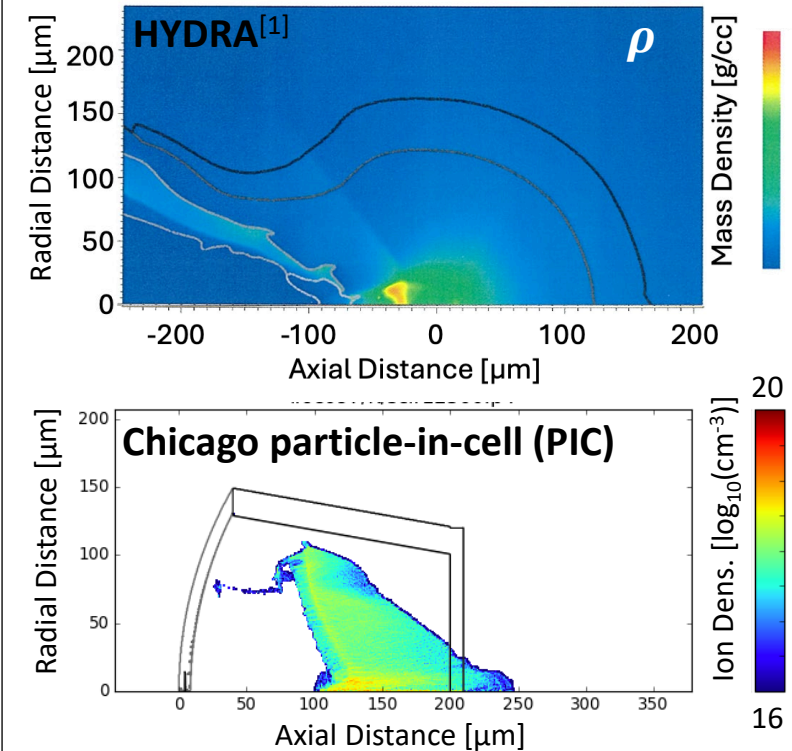 HYDRA[1]
ρ
Radial Distance [μm]
200
150
100
50
0
-200 -100 0 100 200
Axial Distance [μm]
Mass Density [g/cc]
Chicago particle-in-cell (PIC)
Radial Distance [μm]
200
150
100
50
0
0 50 100 150 200 250 300 350
Axial Distance [μm]
20
Ion Dens. [log10(cm-3)]
16